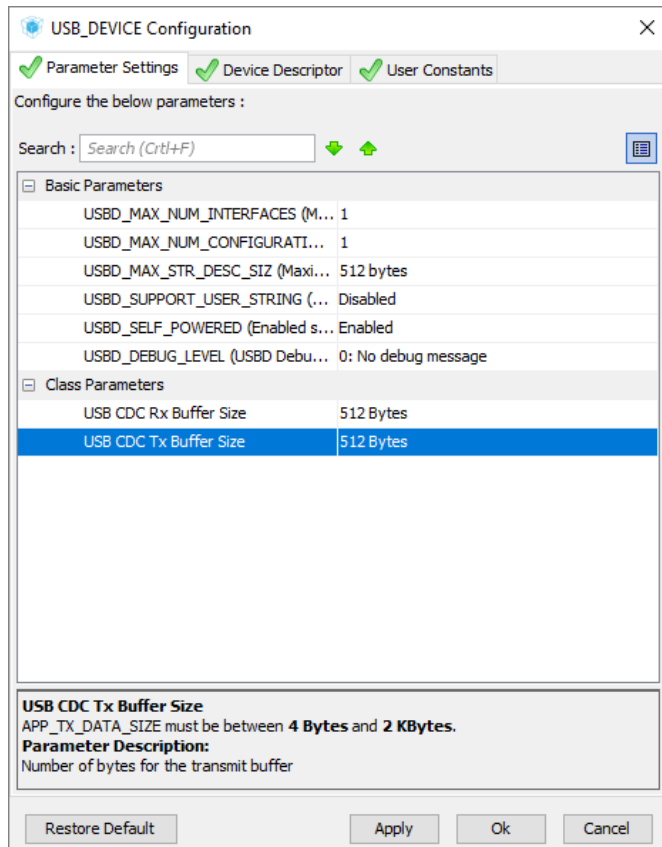 USB_DEVICE Configuration
Parameter Settings Device Descriptor User Constants
Configure the below parameters :
Search : Search (Crtl+F)
Basic Parameters
USBD_MAX_NUM_INTERFACES (M... 1
USBD_MAX_NUM_CONFIGURATI... 1
USBD_MAX_STR_DESC_SIZ (Maxi... 512 bytes
USBD_SUPPORT_USER_STRING (... Disabled
USBD_SELF_POWERED (Enabled s... Enabled
USBD_DEBUG_LEVEL (USBD Debu... 0: No debug message
Class Parameters
USB CDC Rx Buffer Size 512 Bytes
USB CDC Tx Buffer Size 512 Bytes
USB CDC Tx Buffer Size
APP_TX_DATA_SIZE must be between 4 Bytes and 2 KBytes.
Parameter Description:
Number of bytes for the transmit buffer
Restore Default Apply Ok Cancel